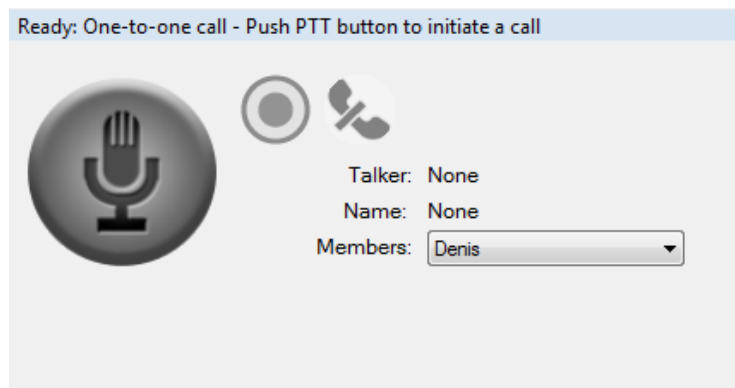 Ready: One-to-one call - Push PTT button to initiate a call
Talker: None
Name: None
Members: Denis